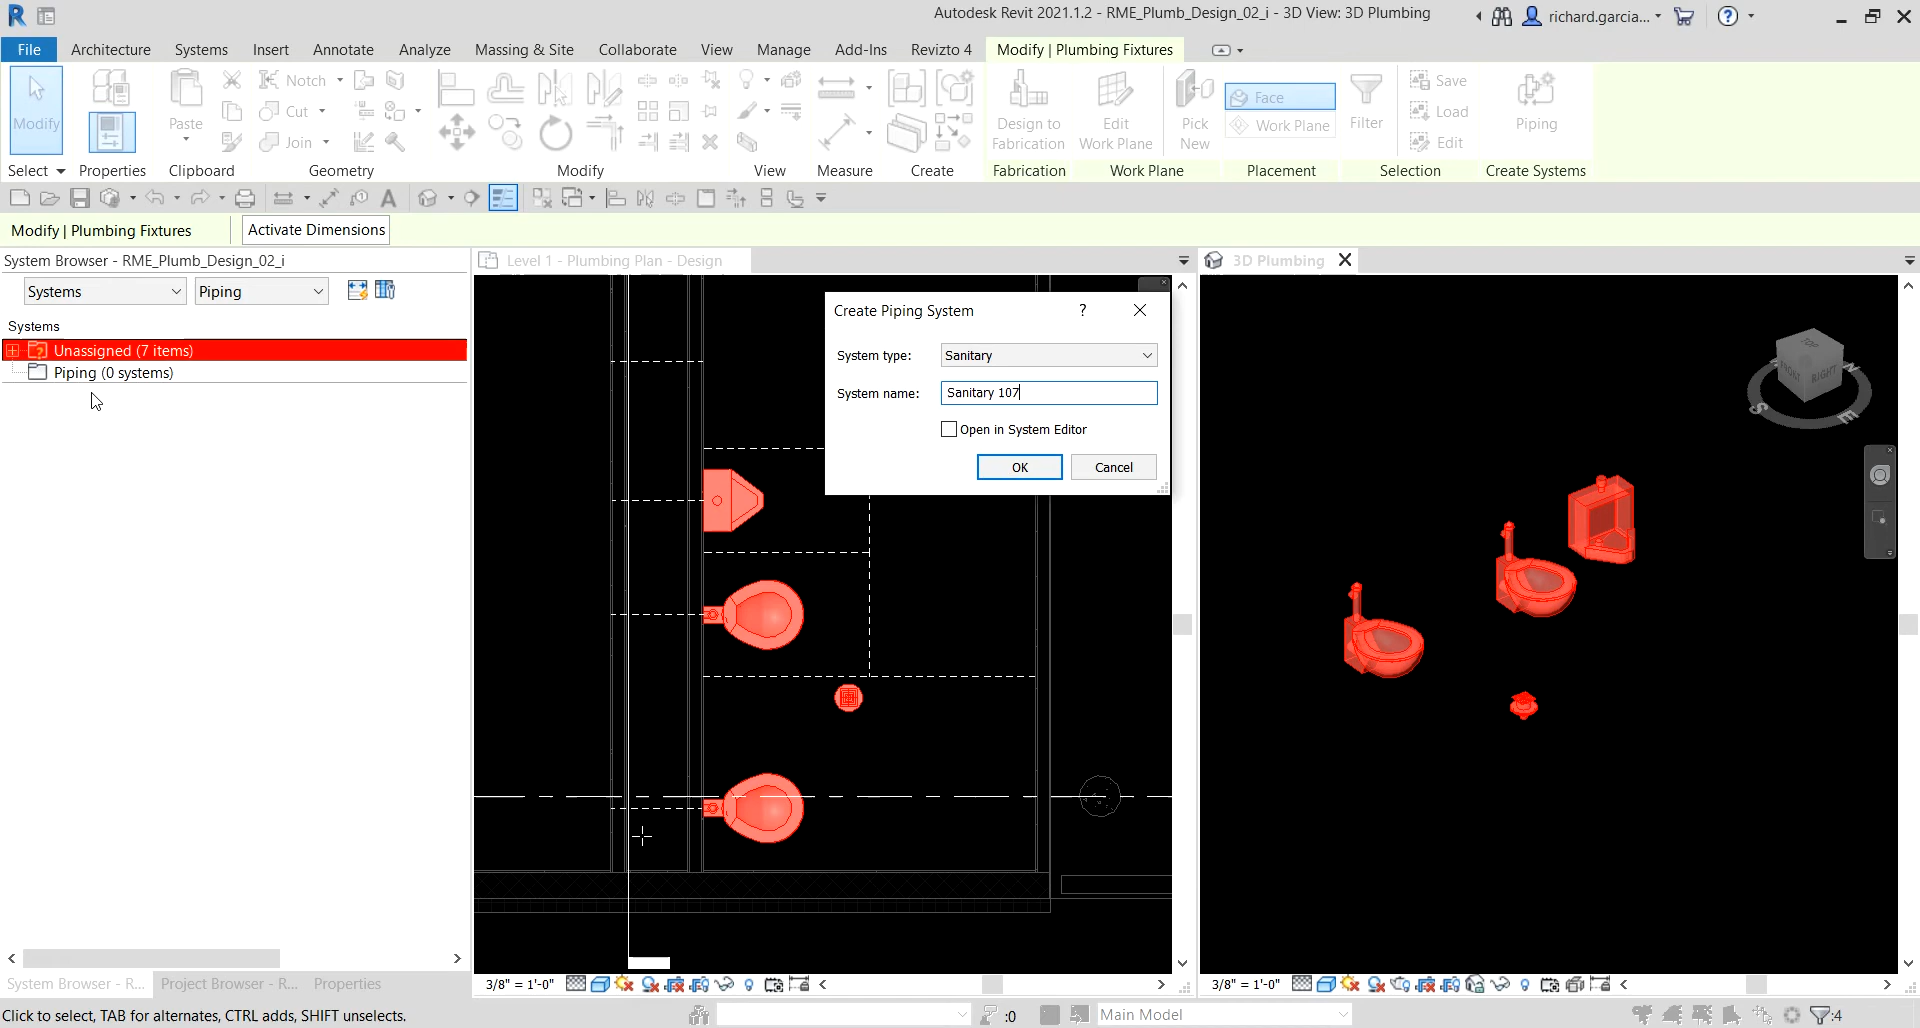 Autodesk Revit 2021.1.2 - RME_Plumb_Design_02_i - 3D View: 3D Plumbing
richard.garcia...
File Architecture Systems Insert Annotate Analyze Massing & Site Collaborate View Manage Add-Ins Revizto 4 Modify | Plumbing Fixtures
Modify
Paste
Notch
Cut
Join
Design to
Fabrication
Edit
Work Plane
Pick
New
Face
Work Plane
Filter
Save
Load
Edit
Piping
Select Properties Clipboard Geometry Modify View Measure Create Fabrication Work Plane Placement Selection Create Systems
Modify | Plumbing Fixtures Activate Dimensions
System Browser - RME_Plumb_Design_02_i
Systems Piping
Systems
Unassigned (7 items)
Piping (0 systems)
Level 1 - Plumbing Plan - Design
3D Plumbing
Create Piping System ?
System type: Sanitary
System name: Sanitary 107
Open in System Editor
OK Cancel
TOP
FRONT RIGHT
N
S
E
System Browser - R... Project Browser - R... Properties
3/8" = 1'-0"
3/8" = 1'-0"
Click to select, TAB for alternates, CTRL adds, SHIFT unselects.
:0
Main Model
:4